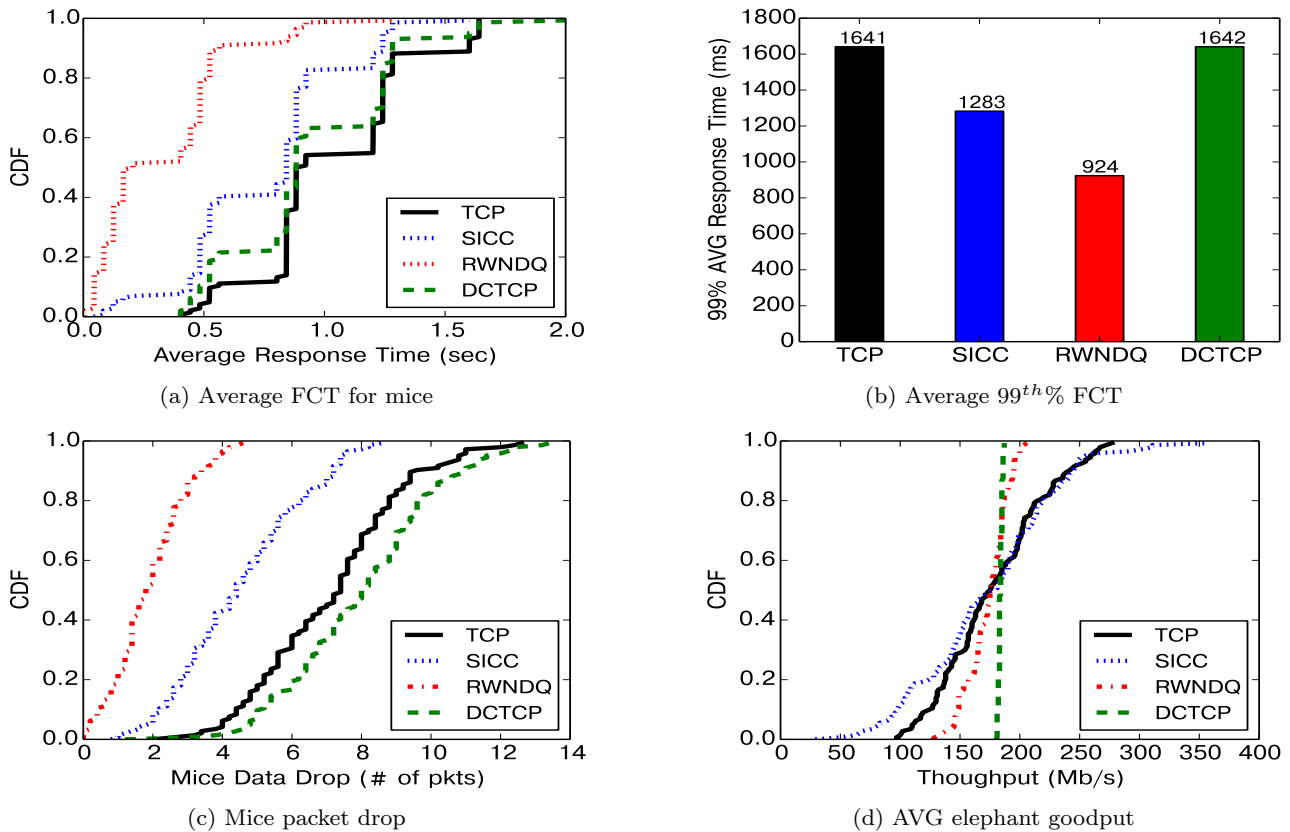 1.0
0.8
0.6
0.4
0.2
0.0
CDF
0.0 0.5 1.0 1.5 2.0
Average Response Time (sec)
TCP
SICC
RWNDQ
DCTCP
(a) Average FCT for mice
1800
1600
1400
1200
1000
800
600
400
200
0
99% AVG Response Time (ms)
1641
1283
924
1642
TCP SICC RWNDQ DCTCP
(b) Average 99th% FCT
1.0
0.8
0.6
0.4
0.2
0.0
CDF
0 2 4 6 8 10 12 14
Mice Data Drop (# of pkts)
TCP
SICC
RWNDQ
DCTCP
(c) Mice packet drop
1.0
0.8
0.6
0.4
0.2
0.0
CDF
0 50 100 150 200 250 300 350 400
Thoughput (Mb/s)
TCP
SICC
RWNDQ
DCTCP
(d) AVG elephant goodput